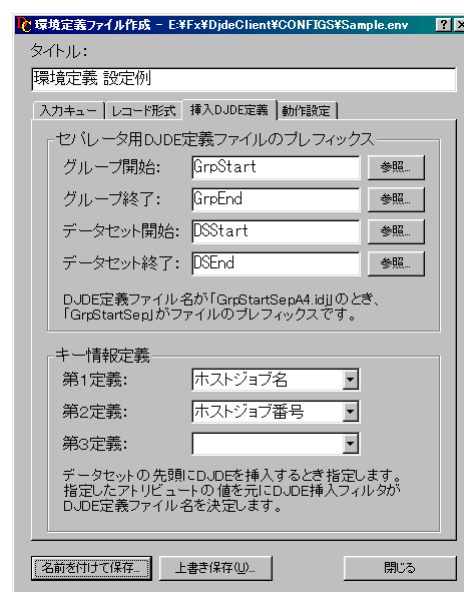 環境定義ファイル作成 - E:¥Fx¥DjdeClient¥CONFIGS¥Sample.env
タイトル:
環境定義 設定例
入力キュー レコード形式 挿入DJDE定義 動作設定
セパレータ用DJDE定義ファイルのプレフィックス
グループ開始: GrpStart 参照...
グループ終了: GrpEnd 参照...
データセット開始: DSStart 参照...
データセット終了: DSEnd 参照...
DJDE定義ファイル名が「GrpStartSepA4.idj」のとき、
「GrpStartSep」がファイルのプレフィックスです。
キー情報定義
第1定義: ホストジョブ名
第2定義: ホストジョブ番号
第3定義:
データセットの先頭にDJDEを挿入するとき指定します。
指定したアトリビュートの値を元にDJDE挿入フィルタが
DJDE定義ファイル名を決定します。
名前を付けて保存... 上書き保存(U)... 閉じる